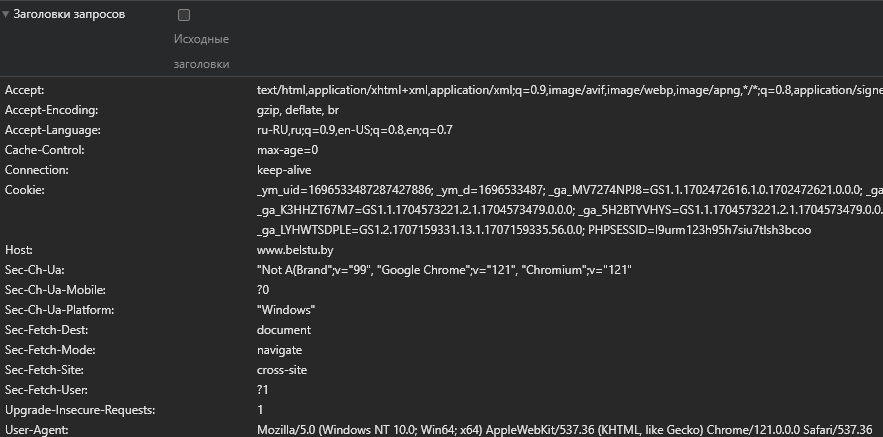 Заголовки запросов
Исходные
заголовки
Accept: text/html,application/xhtml+xml,application/xml;q=0.9,image/avif,image/webp,image/apng,*/*;q=0.8,application/signe
Accept-Encoding: gzip, deflate, br
Accept-Language: ru-RU,ru;q=0.9,en-US;q=0.8,en;q=0.7
Cache-Control: max-age=0
Connection: keep-alive
Cookie: _ym_uid=1696533487287427886; _ym_d=1696533487; _ga_MV7274NPJ8=GS1.1.1702472616.1.0.1702472621.0.0.0; _ga
_ga_K3HHZT67M7=GS1.1.1704573221.2.1.1704573479.0.0.0; _ga_5H2BTYVHYS=GS1.1.1704573221.2.1.1704573479.0.0.
_ga_LYHWTSDPLE=GS1.2.1707159331.13.1.1707159335.56.0.0; PHPSESSID=l9urm123h95h7siu7tlsh3bcoo
Host: www.belstu.by
Sec-Ch-Ua: "Not A(Brand";v="99", "Google Chrome";v="121", "Chromium";v="121"
Sec-Ch-Ua-Mobile: ?0
Sec-Ch-Ua-Platform: "Windows"
Sec-Fetch-Dest: document
Sec-Fetch-Mode: navigate
Sec-Fetch-Site: cross-site
Sec-Fetch-User: ?1
Upgrade-Insecure-Requests: 1
User-Agent: Mozilla/5.0 (Windows NT 10.0; Win64; x64) AppleWebKit/537.36 (KHTML, like Gecko) Chrome/121.0.0.0 Safari/537.36